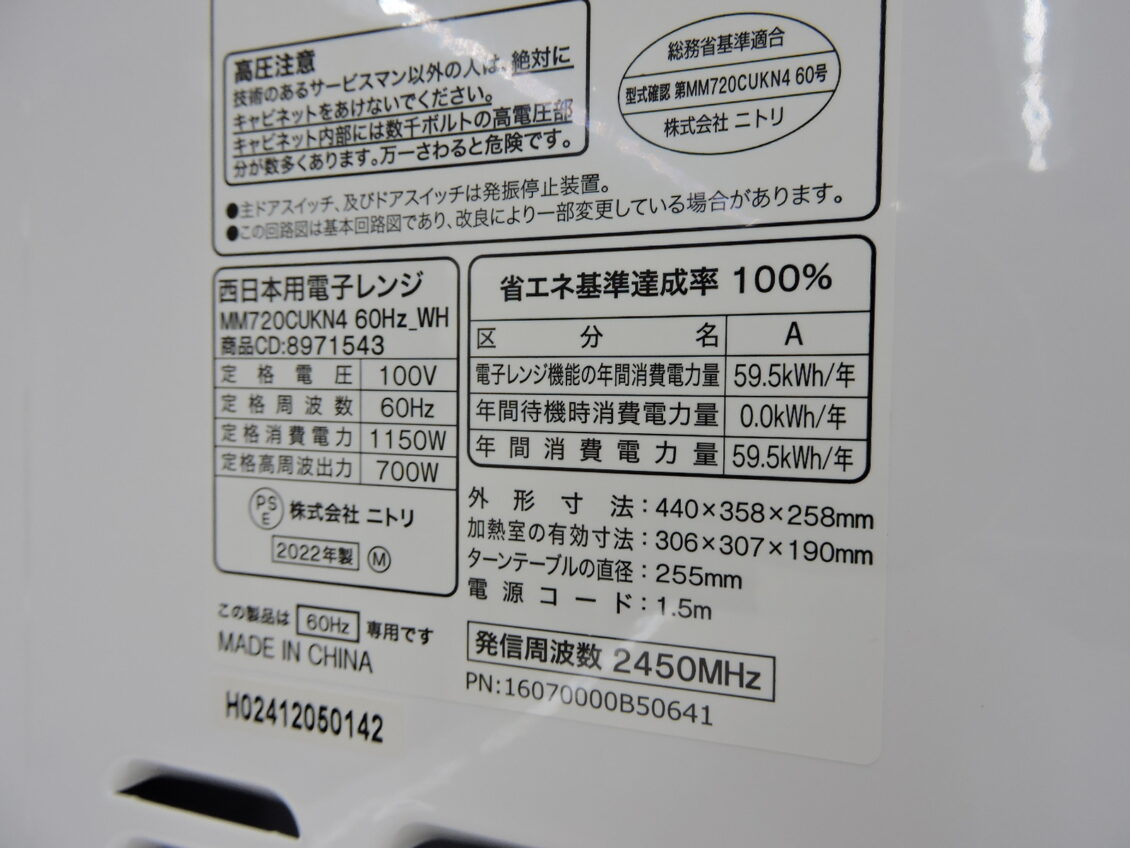 高圧注意
技術のあるサービスマン以外の人は、絶対に
キャビネットをあけないでください。
キャビネット内部には数千ボルトの高電圧部
分が数多くあります。万一さわると危険です。
総務省基準適合
型式確認 第MM720CUKN4 60号
株式会社 ニトリ
●主ドアスイッチ、及びドアスイッチは発振停止装置。
●この回路図は基本回路図であり、改良により一部変更している場合があります。
西日本用電子レンジ
MM720CUKN4 60Hz_WH
商品CD:8971543
定格電圧 100V
定格周波数 60Hz
定格消費電力 1150W
定格高周波出力 700W
PSE 株式会社 ニトリ
2022年製 M
省エネ基準達成率 100%
区分名 A
電子レンジ機能の年間消費電力量 59.5kWh/年
年間待機時消費電力量 0.0kWh/年
年間消費電力量 59.5kWh/年
外形寸法：440×358×258mm
加熱室の有効寸法：306×307×190mm
ターンテーブルの直径：255mm
電源コード：1.5m
この製品は 60Hz 専用です
MADE IN CHINA
発信周波数 2450MHz
PN:16070000B50641
H02412050142